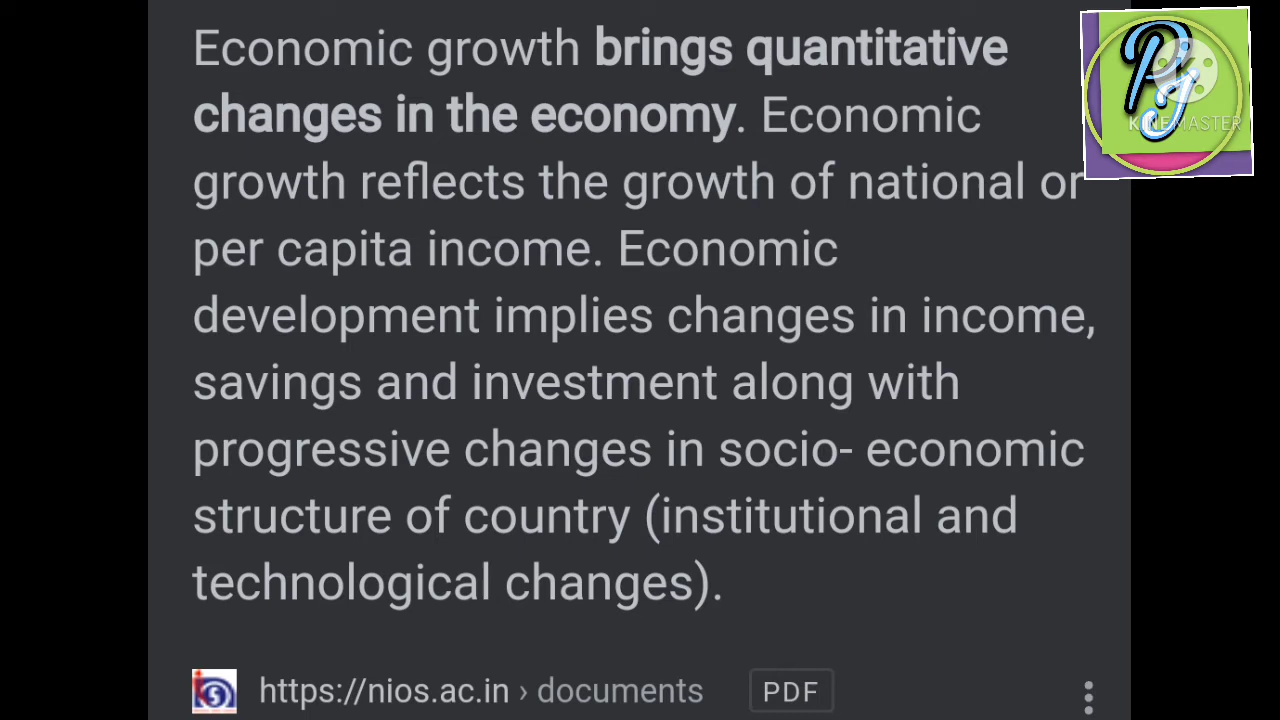 Economic growth brings quantitative
changes in the economy. Economic
growth reflects the growth of national or
per capita income. Economic
development implies changes in income,
savings and investment along with
progressive changes in socio- economic
structure of country (institutional and
technological changes).
https://nios.ac.in › documents PDF
PJ
KINEMASTER